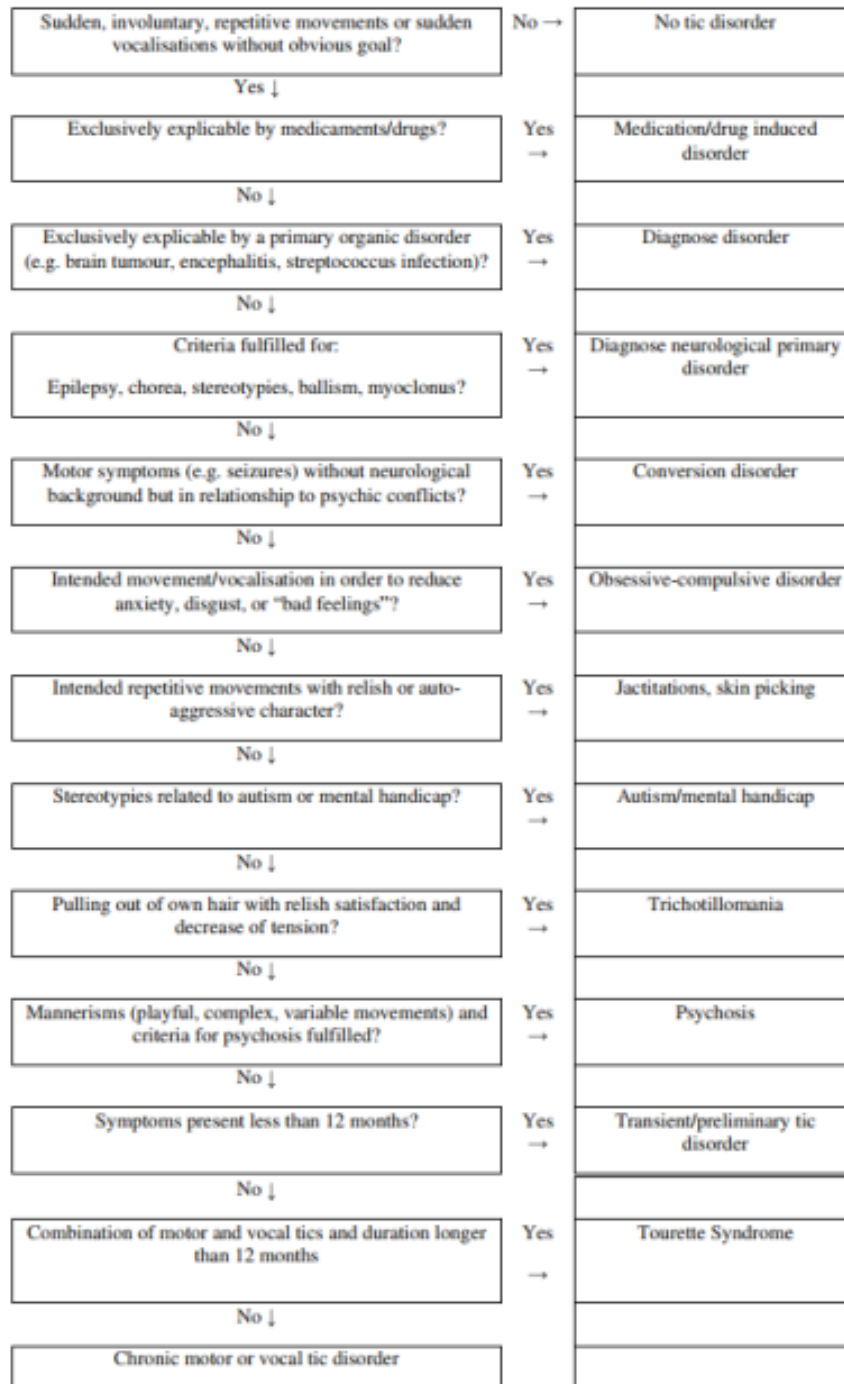 Sudden, involuntary, repetitive movements or sudden
vocalisations without obvious goal?
No →
No tic disorder
Yes ↓
Exclusively explicable by medicaments/drugs?
Yes
→
Medication/drug induced
disorder
No ↓
Exclusively explicable by a primary organic disorder
(e.g. brain tumour, encephalitis, streptococcus infection)?
Yes
→
Diagnose disorder
No ↓
Criteria fulfilled for:
Epilepsy, chorea, stereotypies, ballism, myoclonus?
Yes
→
Diagnose neurological primary
disorder
No ↓
Motor symptoms (e.g. seizures) without neurological
background but in relationship to psychic conflicts?
Yes
→
Conversion disorder
No ↓
Intended movement/vocalisation in order to reduce
anxiety, disgust, or “bad feelings”?
Yes
→
Obsessive-compulsive disorder
No ↓
Intended repetitive movements with relish or auto-
aggressive character?
Yes
→
Jactitations, skin picking
No ↓
Stereotypies related to autism or mental handicap?
Yes
→
Autism/mental handicap
No ↓
Pulling out of own hair with relish satisfaction and
decrease of tension?
Yes
→
Trichotillomania
No ↓
Mannerisms (playful, complex, variable movements) and
criteria for psychosis fulfilled?
Yes
→
Psychosis
No ↓
Symptoms present less than 12 months?
Yes
→
Transient/preliminary tic
disorder
No ↓
Combination of motor and vocal tics and duration longer
than 12 months
Yes
→
Tourette Syndrome
No ↓
Chronic motor or vocal tic disorder